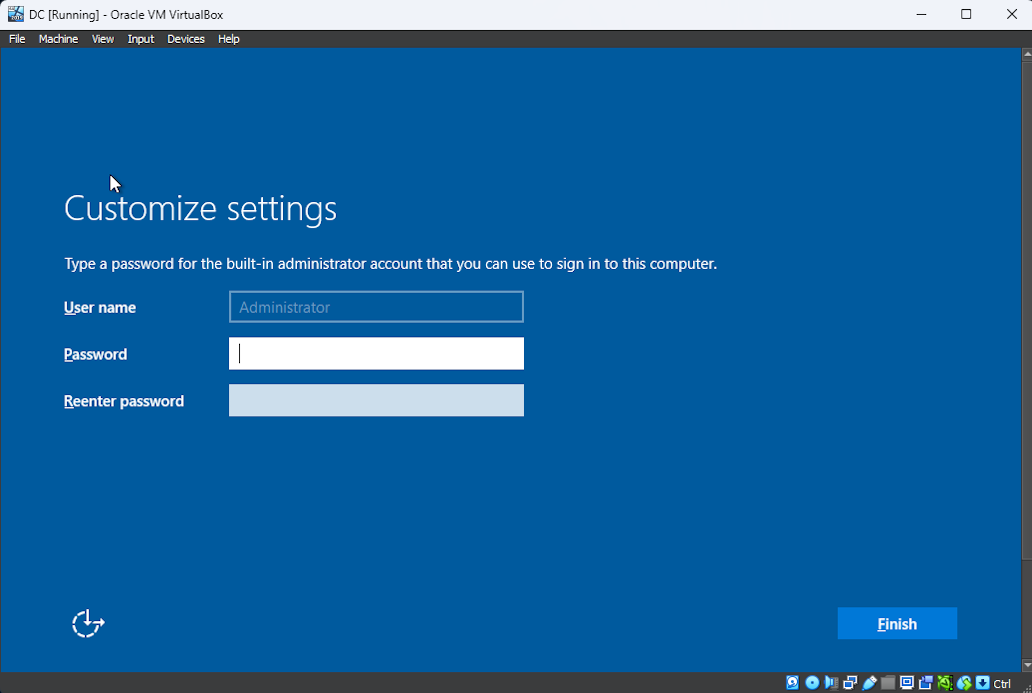 DC [Running] - Oracle VM VirtualBox
File Machine View Input Devices Help
Customize settings
Type a password for the built-in administrator account that you can use to sign in to this computer.
User name
Administrator
Password
Reenter password
Finish
Ctrl